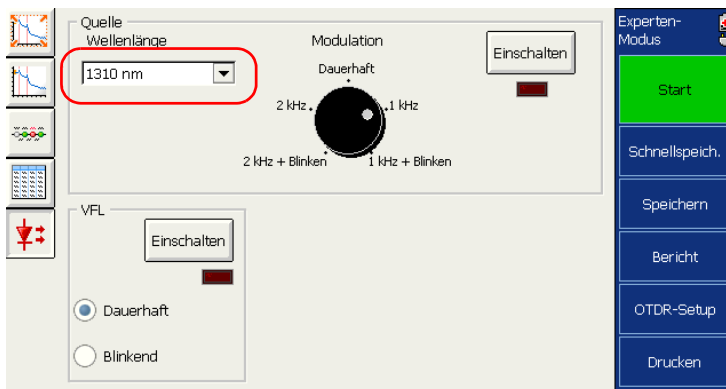 Quelle
Wellenlänge
1310 nm
Modulation
Dauerhaft
2 kHz
1 kHz
2 kHz + Blinken
1 kHz + Blinken
Einschalten
VFL
Einschalten
Dauerhaft
Blinkend
Experten-
Modus
Start
Schnellspeich.
Speichern
Bericht
OTDR-Setup
Drucken